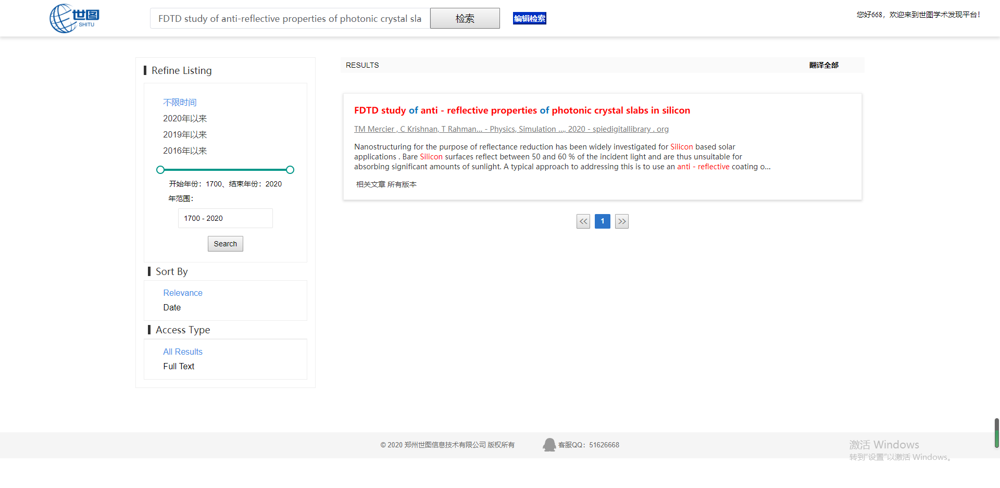 世图
SHITU
FDTD study of anti-reflective properties of photonic crystal sla
检索
编辑检索
您好668，欢迎来到世图学术发现平台！
Refine Listing
不限时间
2020年以来
2019年以来
2016年以来
开始年份：1700、结束年份：2020
年范围：
1700 - 2020
Search
Sort By
Relevance
Date
Access Type
All Results
Full Text
RESULTS
翻译全部
FDTD study of anti - reflective properties of photonic crystal slabs in silicon
TM Mercier , C Krishnan, T Rahman... - Physics, Simulation ..., 2020 - spiedigitallibrary . org
Nanostructuring for the purpose of reflectance reduction has been widely investigated for Silicon based solar
applications . Bare Silicon surfaces reflect between 50 and 60 % of the incident light and are thus unsuitable for
absorbing significant amounts of sunlight. A typical approach to addressing this is to use an anti - reflective coating o...
相关文章 所有版本
<< 1 >>
© 2020 郑州世图信息技术有限公司 版权所有
客服QQ：51626668
激活 Windows
转到"设置"以激活 Windows。